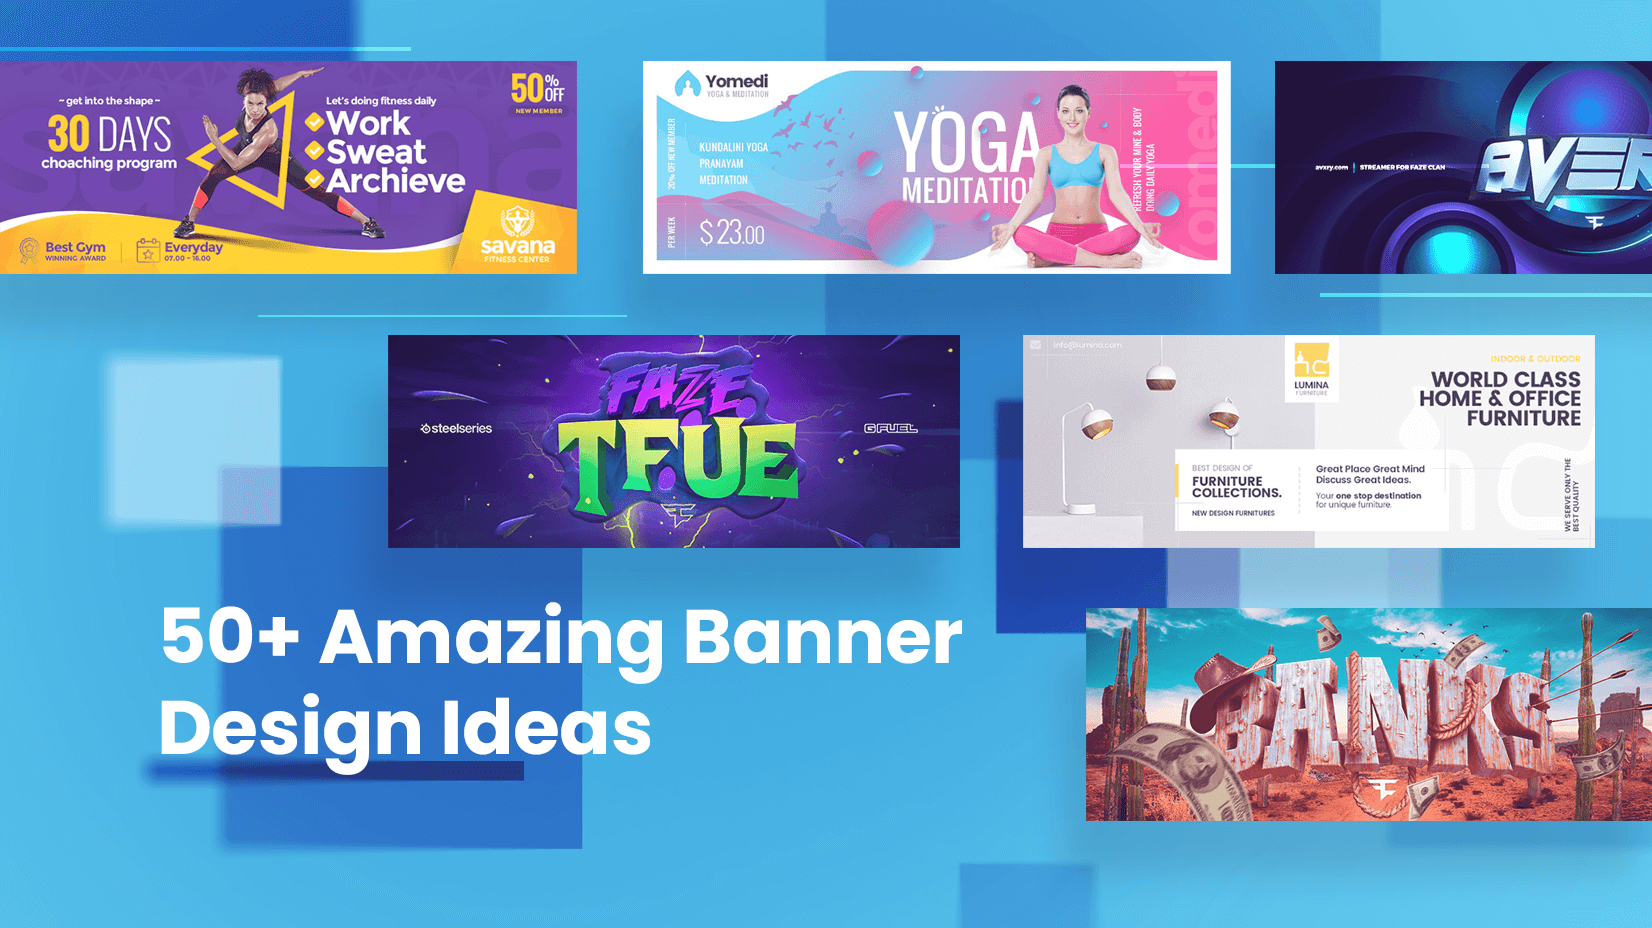 ~ get into the shape ~
30 DAYS
choaching program
Let's doing fitness daily
Work
Sweat
Archieve
50% OFF
NEW MEMBER
Best Gym
WINNING AWARD
Everyday
07.00 - 16.00
savana
FITNESS CENTER
Yomedi
YOGA & MEDITATION
20% OFF NEW MEMBER
KUNDALINI YOGA
PRANAYAM
MEDITATION
PER WEEK
$ 23.00
YOGA
MEDITATION
REFRESH YOUR MINE & BODY
DOING DAILY YOGA
Yomedi
avxry.com
STREAMER FOR FAZE CLAN
AVER
steelseries
FAZE
TFUE
G FUEL
info@lumina.com
LUMINA
FURNITURE
INDOOR & OUTDOOR
WORLD CLASS
HOME & OFFICE
FURNITURE
BEST DESIGN OF
FURNITURE
COLLECTIONS.
NEW DESIGN FURNITURES
Great Place Great Mind
Discuss Great Ideas.
Your one stop destination
for unique furniture.
WE SERVE ONLY THE
BEST QUALITY
50+ Amazing Banner
Design Ideas
BANKS